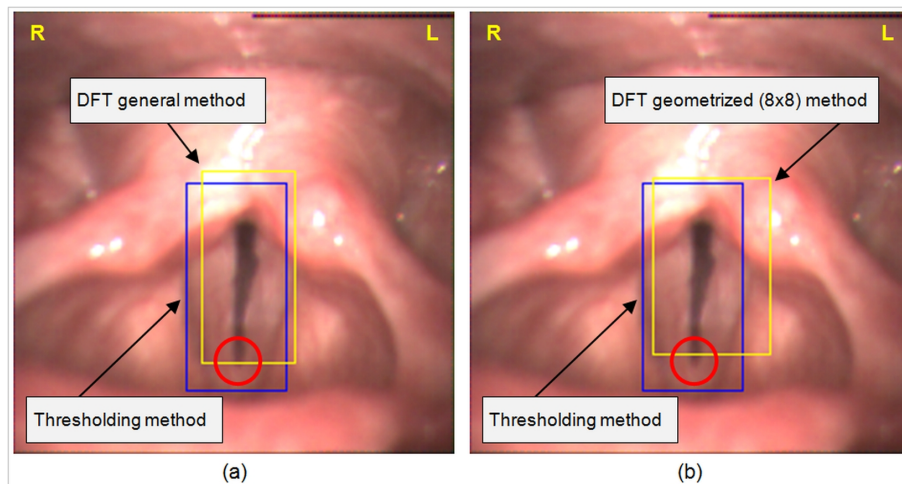 R L
DFT general method
Thresholding method
(a)
R L
DFT geometrized (8x8) method
Thresholding method
(b)